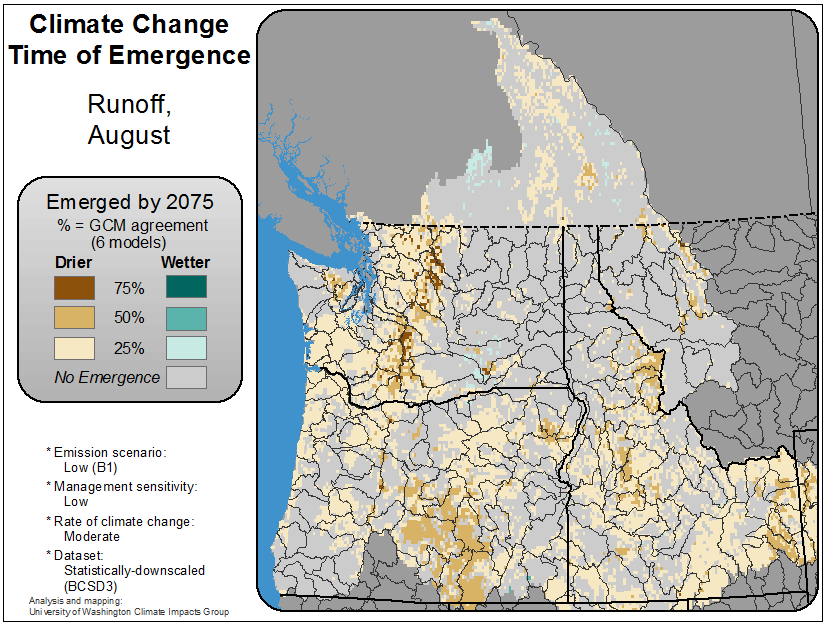 Climate Change
Time of Emergence
Runoff,
August
Emerged by 2075
% = GCM agreement
(6 models)
Drier Wetter
75%
50%
25%
No Emergence
* Emission scenario:
Low (B1)
* Management sensitivity:
Low
* Rate of climate change:
Moderate
* Dataset:
Statistically-downscaled
(BCSD3)
Analysis and mapping:
University of Washington Climate Impacts Group